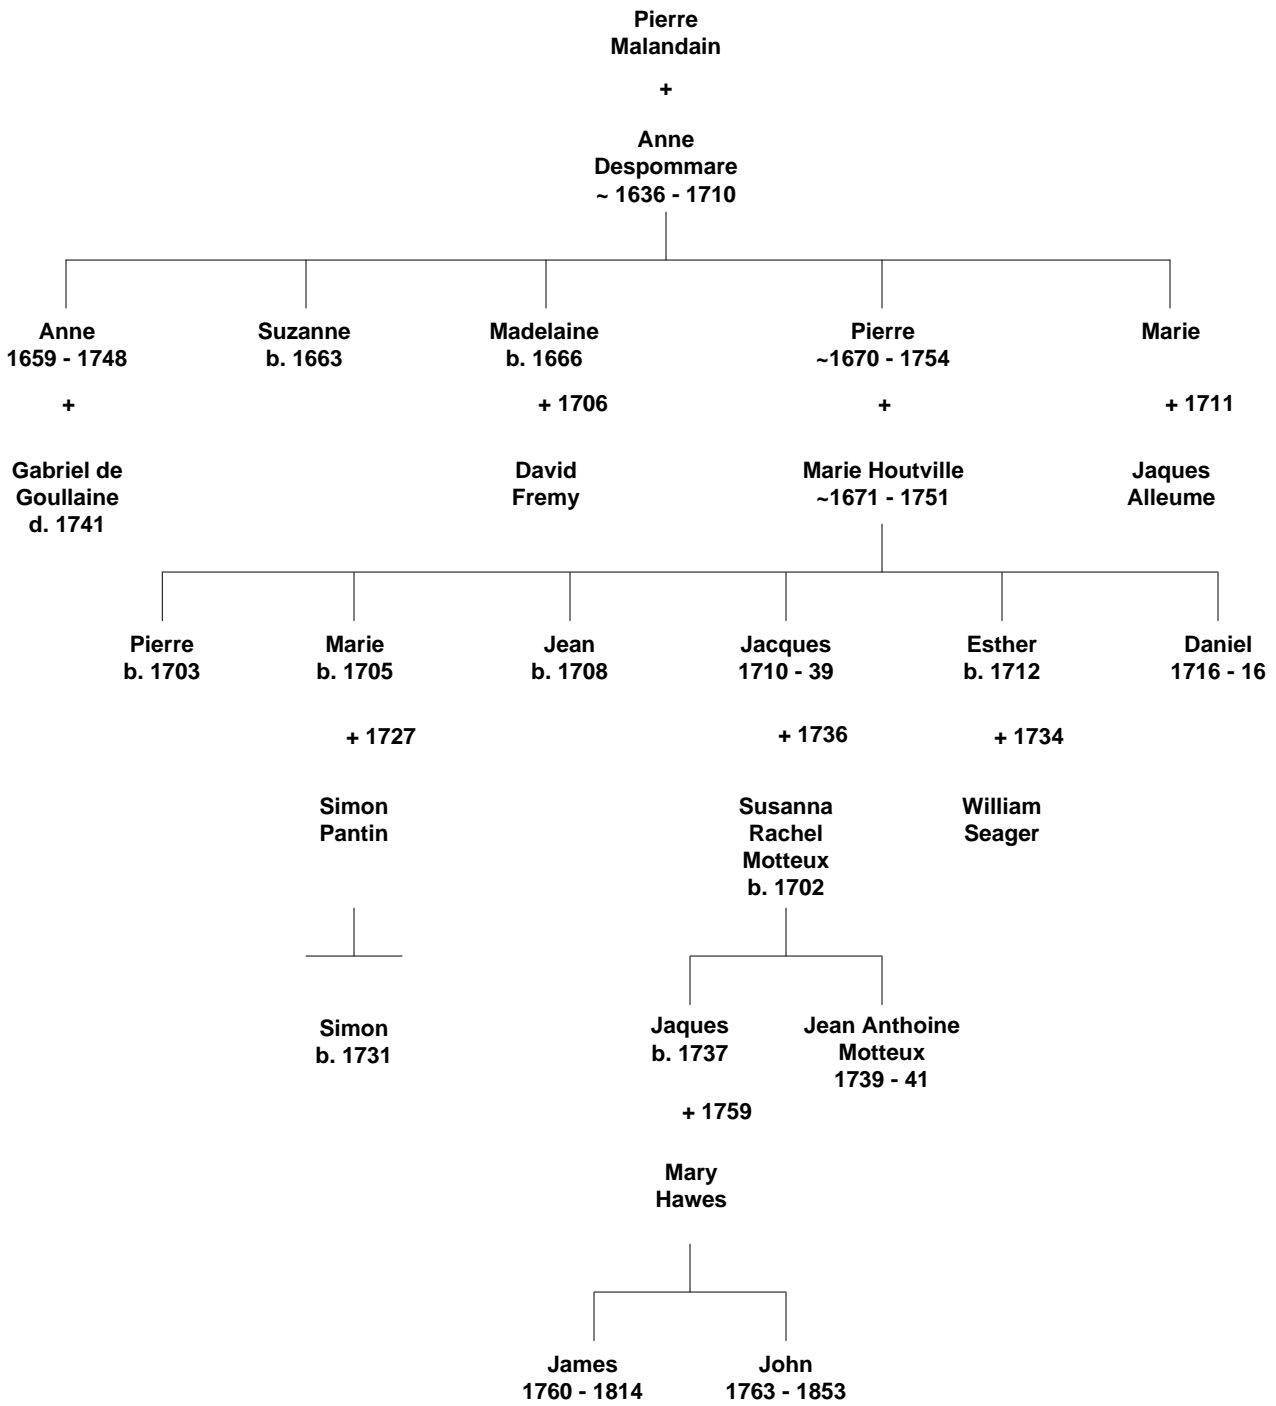 Pierre
Malandain
+
Anne
Despommare
~ 1636 - 1710
Anne
1659 - 1748
+
Gabriel de
Goullaine
d. 1741
Suzanne
b. 1663
Madelaine
b. 1666
+ 1706
David
Fremy
Pierre
~1670 - 1754
+
Marie Houtville
~1671 - 1751
Marie
+ 1711
Jaques
Alleume
Pierre
b. 1703
Marie
b. 1705
+ 1727
Simon
Pantin
Jean
b. 1708
Jacques
1710 - 39
+ 1736
Susanna
Rachel
Motteux
b. 1702
Esther
b. 1712
+ 1734
William
Seager
Daniel
1716 - 16
Simon
b. 1731
Jaques
b. 1737
+ 1759
Mary
Hawes
Jean Anthoine
Motteux
1739 - 41
James
1760 - 1814
John
1763 - 1853